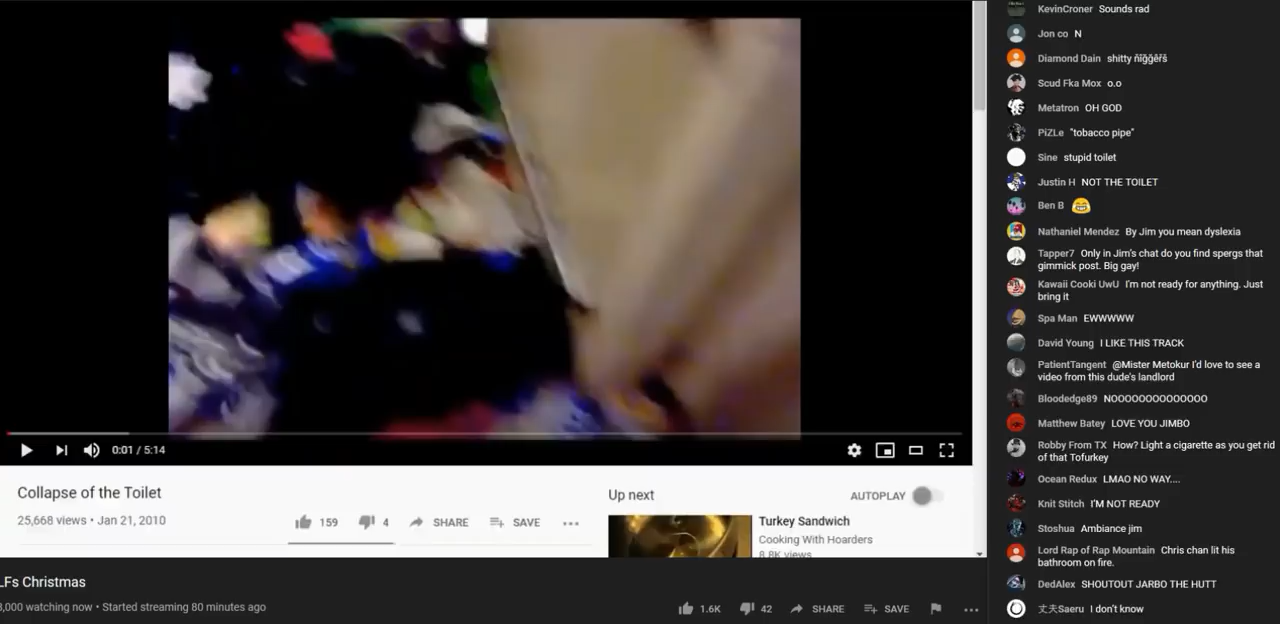 KevinCroner Sounds rad
Jon co N
Diamond Dain shitty n̆ĭğğĕr̆s̆
Scud Fka Mox o.o
Metatron OH GOD
PiZLe "tobacco pipe"
Sine stupid toilet
Justin H NOT THE TOILET
Ben B 😂
Nathaniel Mendez By Jim you mean dyslexia
Tapper7 Only in Jim's chat do you find spergs that
gimmick post. Big gay!
Kawaii Cooki UwU I'm not ready for anything. Just
bring it
Spa Man EWWWWW
David Young I LIKE THIS TRACK
PatientTangent @Mister Metokur I'd love to see a
video from this dude's landlord
Bloodedge89 NOOOOOOOOOOOOO
Matthew Batey LOVE YOU JIMBO
Robby From TX How? Light a cigarette as you get rid
of that Tofurkey
Ocean Redux LMAO NO WAY....
Knit Stitch I'M NOT READY
Stoshua Ambiance jim
Lord Rap of Rap Mountain Chris chan lit his
bathroom on fire.
DedAlex SHOUTOUT JARBO THE HUTT
丈夫Saeru I don't know
0:01 / 5:14
Collapse of the Toilet
25,668 views • Jan 21, 2010
159 4 SHARE SAVE
Up next AUTOPLAY
Turkey Sandwich
Cooking With Hoarders
8.8K views
LFs Christmas
3,000 watching now • Started streaming 80 minutes ago
1.6K 42 SHARE SAVE